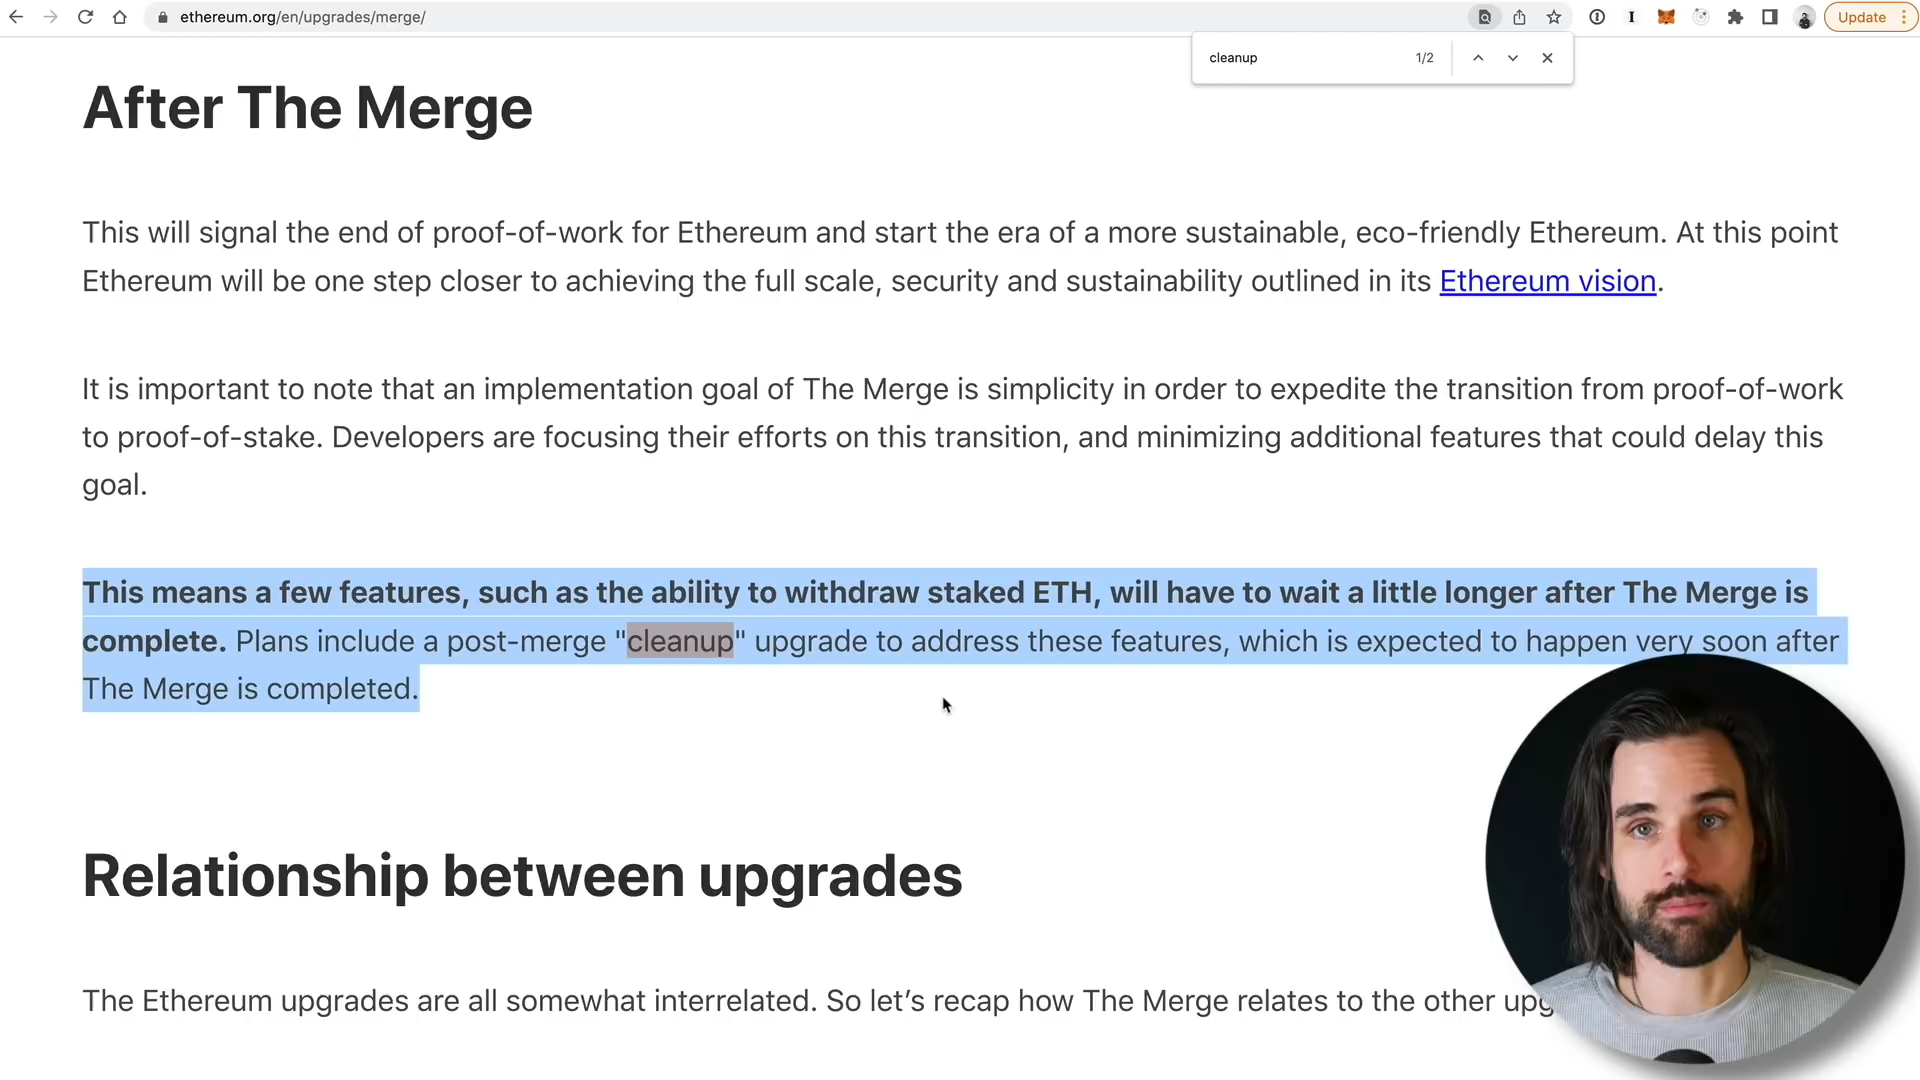 ethereum.org/en/upgrades/merge/
Update
cleanup
1/2
After The Merge
This will signal the end of proof-of-work for Ethereum and start the era of a more sustainable, eco-friendly Ethereum. At this point
Ethereum will be one step closer to achieving the full scale, security and sustainability outlined in its Ethereum vision.
It is important to note that an implementation goal of The Merge is simplicity in order to expedite the transition from proof-of-work
to proof-of-stake. Developers are focusing their efforts on this transition, and minimizing additional features that could delay this
goal.
This means a few features, such as the ability to withdraw staked ETH, will have to wait a little longer after The Merge is
complete. Plans include a post-merge "cleanup" upgrade to address these features, which is expected to happen very soon after
The Merge is completed.
Relationship between upgrades
The Ethereum upgrades are all somewhat interrelated. So let’s recap how The Merge relates to the other